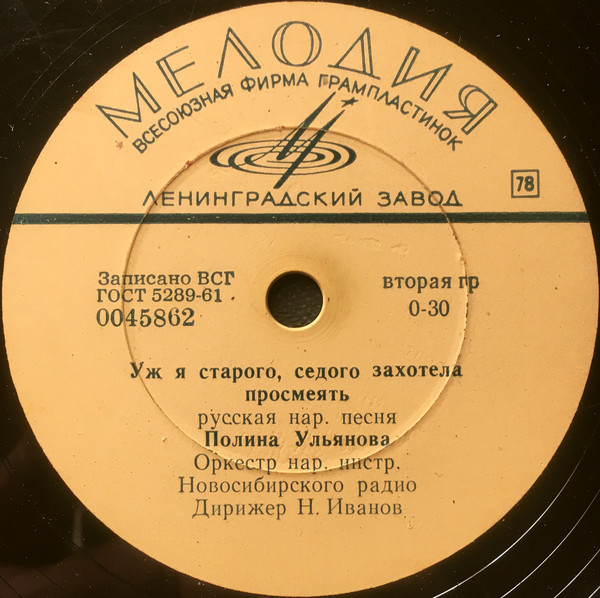 МЕЛОДИЯ
ВСЕСОЮЗНАЯ ФИРМА ГРАМПЛАСТИНОК
ЛЕНИНГРАДСКИЙ ЗАВОД
78
Записано ВСГ
ГОСТ 5289-61
0045862
вторая гр
0-30
Уж я старого, седого захотела
просмеять
русская нар. песня
Полина Ульянова
Оркестр нар. инстр.
Новосибирского радио
Дирижер Н. Иванов